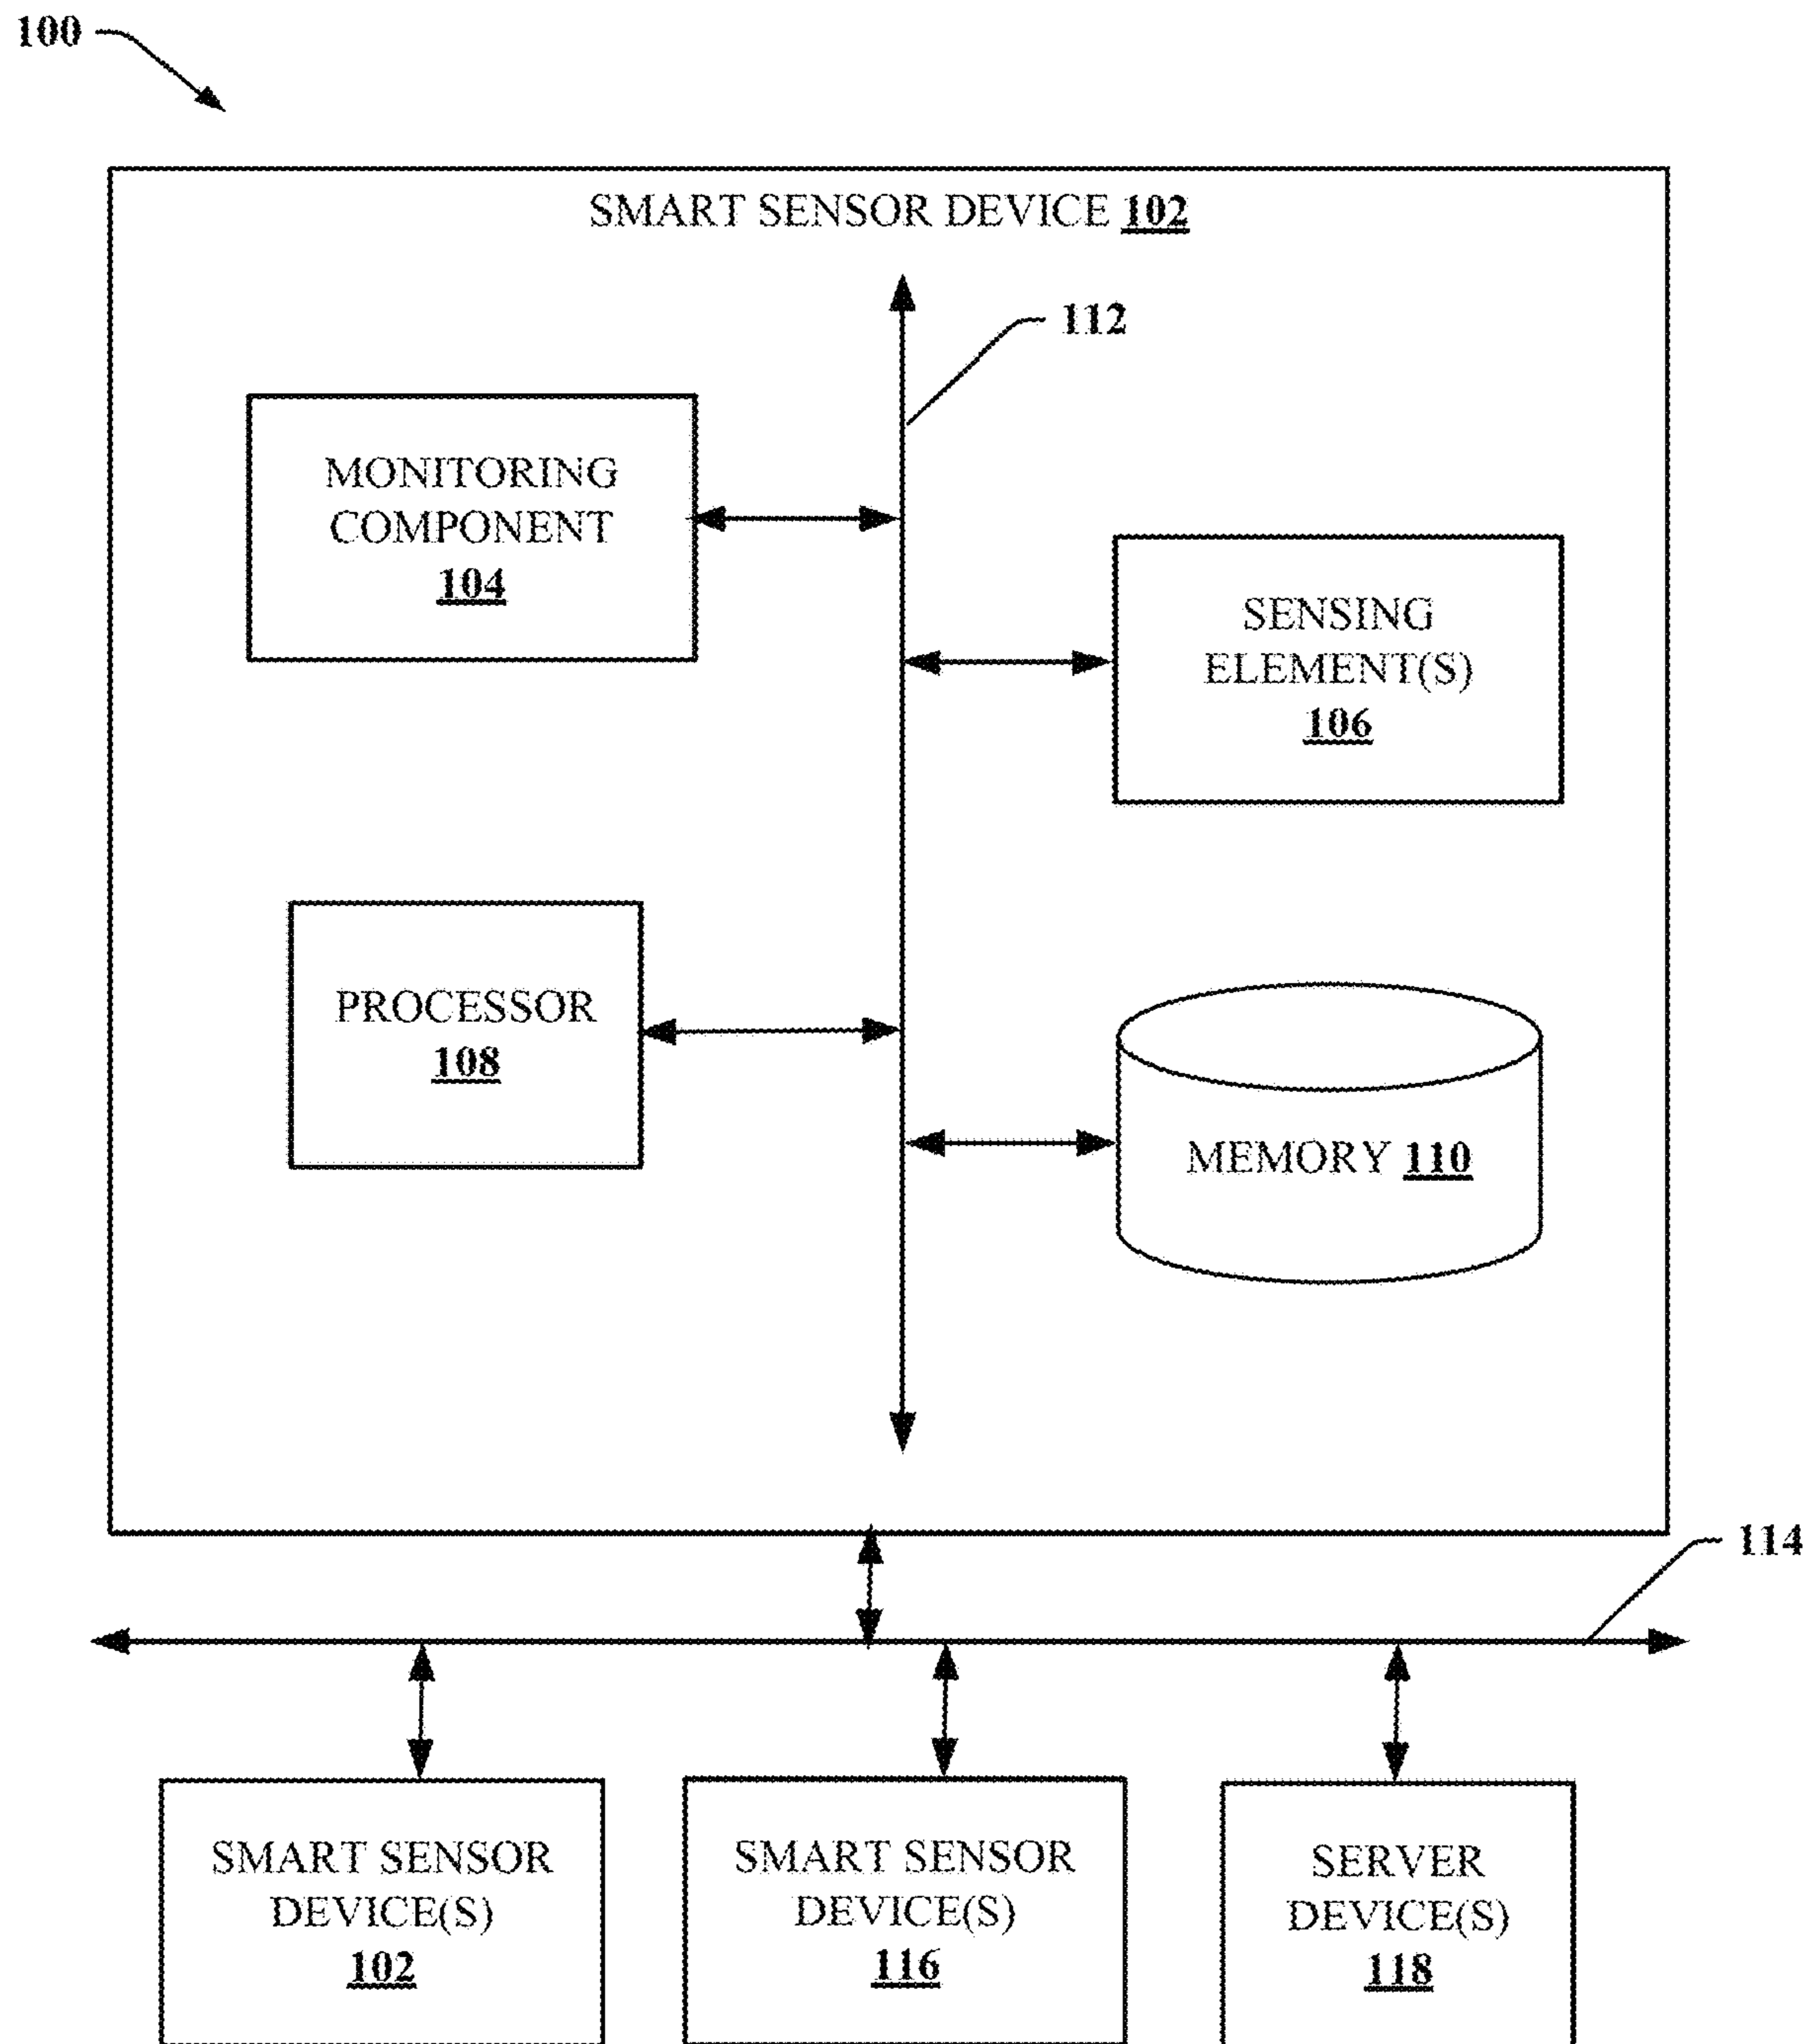 100
SMART SENSOR DEVICE 102
112
MONITORING
COMPONENT
104
SENSING
ELEMENT(S)
106
PROCESSOR
108
MEMORY 110
114
SMART SENSOR
DEVICE(S)
102
SMART SENSOR
DEVICE(S)
116
SERVER
DEVICE(S)
118